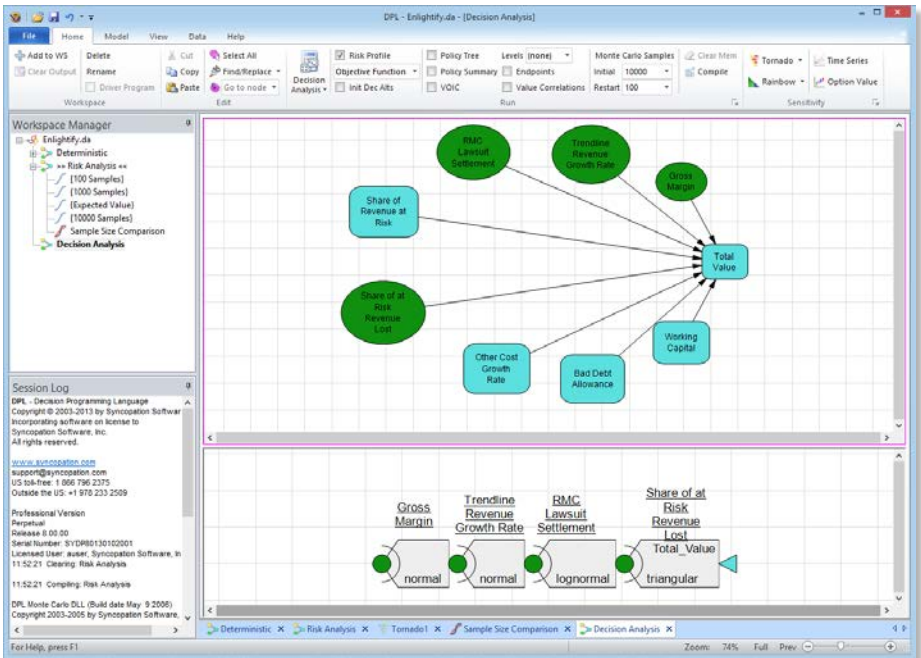 DPL - Enlightify.da - [Decision Analysis]
File Home Model View Data Help
Add to WS
Clear Output
Delete
Rename
Driver Program
Workspace
Cut
Copy
Paste
Select All
Find/Replace
Go to node
Edit
Decision Analysis
Risk Profile
Objective Function
Init Dec Alts
Policy Tree
Policy Summary
VOIC
Levels (none)
Endpoints
Value Correlations
Monte Carlo Samples
Initial 10000
Restart 100
Clear Mem
Compile
Run
Tornado
Rainbow
Time Series
Option Value
Sensitivity
Workspace Manager
Enlightify.da
Deterministic
»» Risk Analysis ««
[100 Samples]
[1000 Samples]
[Expected Value]
[10000 Samples]
Sample Size Comparison
Decision Analysis
RMC
Lawsuit
Settlement
Trendline
Revenue
Growth Rate
Gross
Margin
Share of
Revenue at
Risk
Total
Value
Share of at
Risk
Revenue
Lost
Working
Capital
Other Cost
Growth
Rate
Bad Debt
Allowance
Session Log
DPL - Decision Programming Language
Copyright © 2003-2013 by Syncopation Softwar
Incorporating software on license to
Syncopation Software, Inc.
All rights reserved.
www.syncopation.com
support@syncopation.com
US toll-free: 1 866 796 2375
Outside the US: +1 978 233 2509
Professional Version
Perpetual
Release 8.00.00
Serial Number: SYDP80130102001
Licensed User: auser, Syncopation Software, In
11:52:21 Clearing: Risk Analysis
11:52:21 Compiling: Risk Analysis
DPL Monte Carlo DLL (Build date May 9 2006)
Copyright 2003-2005 by Syncopation Software,
Gross
Margin
normal
Trendline
Revenue
Growth Rate
normal
RMC
Lawsuit
Settlement
lognormal
Share of at
Risk
Revenue
Lost
Total_Value
triangular
Deterministic Risk Analysis Tornado1 Sample Size Comparison Decision Analysis
For Help, press F1
Zoom: 74% Full Prev